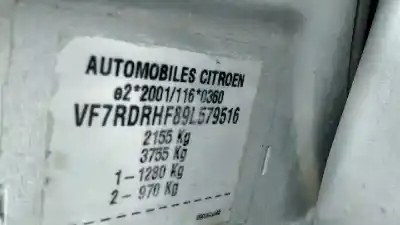 AUTOMOBILES CITROEN
e2*2001/116*0360
VF7RDRHF89L579516
2155 Kg
3755 Kg
1-1280 Kg
2- 970 Kg